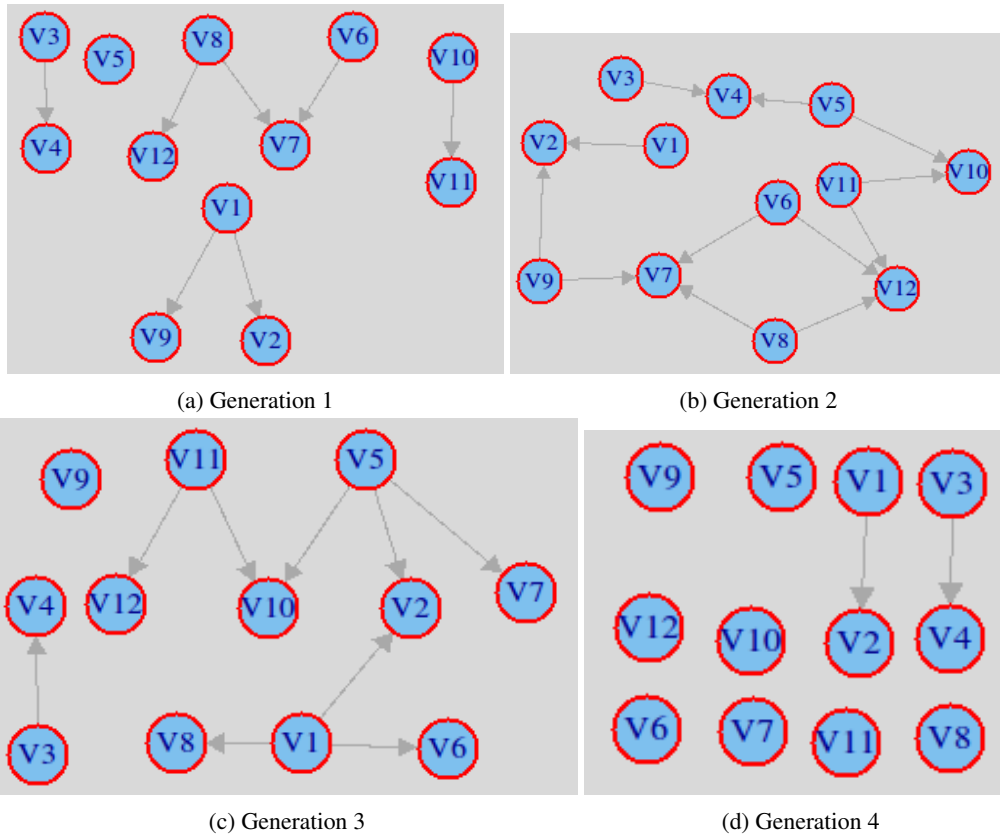 V3 V5 V8 V6 V10
V4 V12 V7 V11
V1
V9 V2
(a) Generation 1
V3 V4 V5
V2 V1 V10
V11
V6
V9 V7 V12
V8
(b) Generation 2
V9 V11 V5
V4 V12 V10 V2 V7
V3 V8 V1 V6
(c) Generation 3
V9 V5 V1 V3
V12 V10 V2 V4
V6 V7 V11 V8
(d) Generation 4